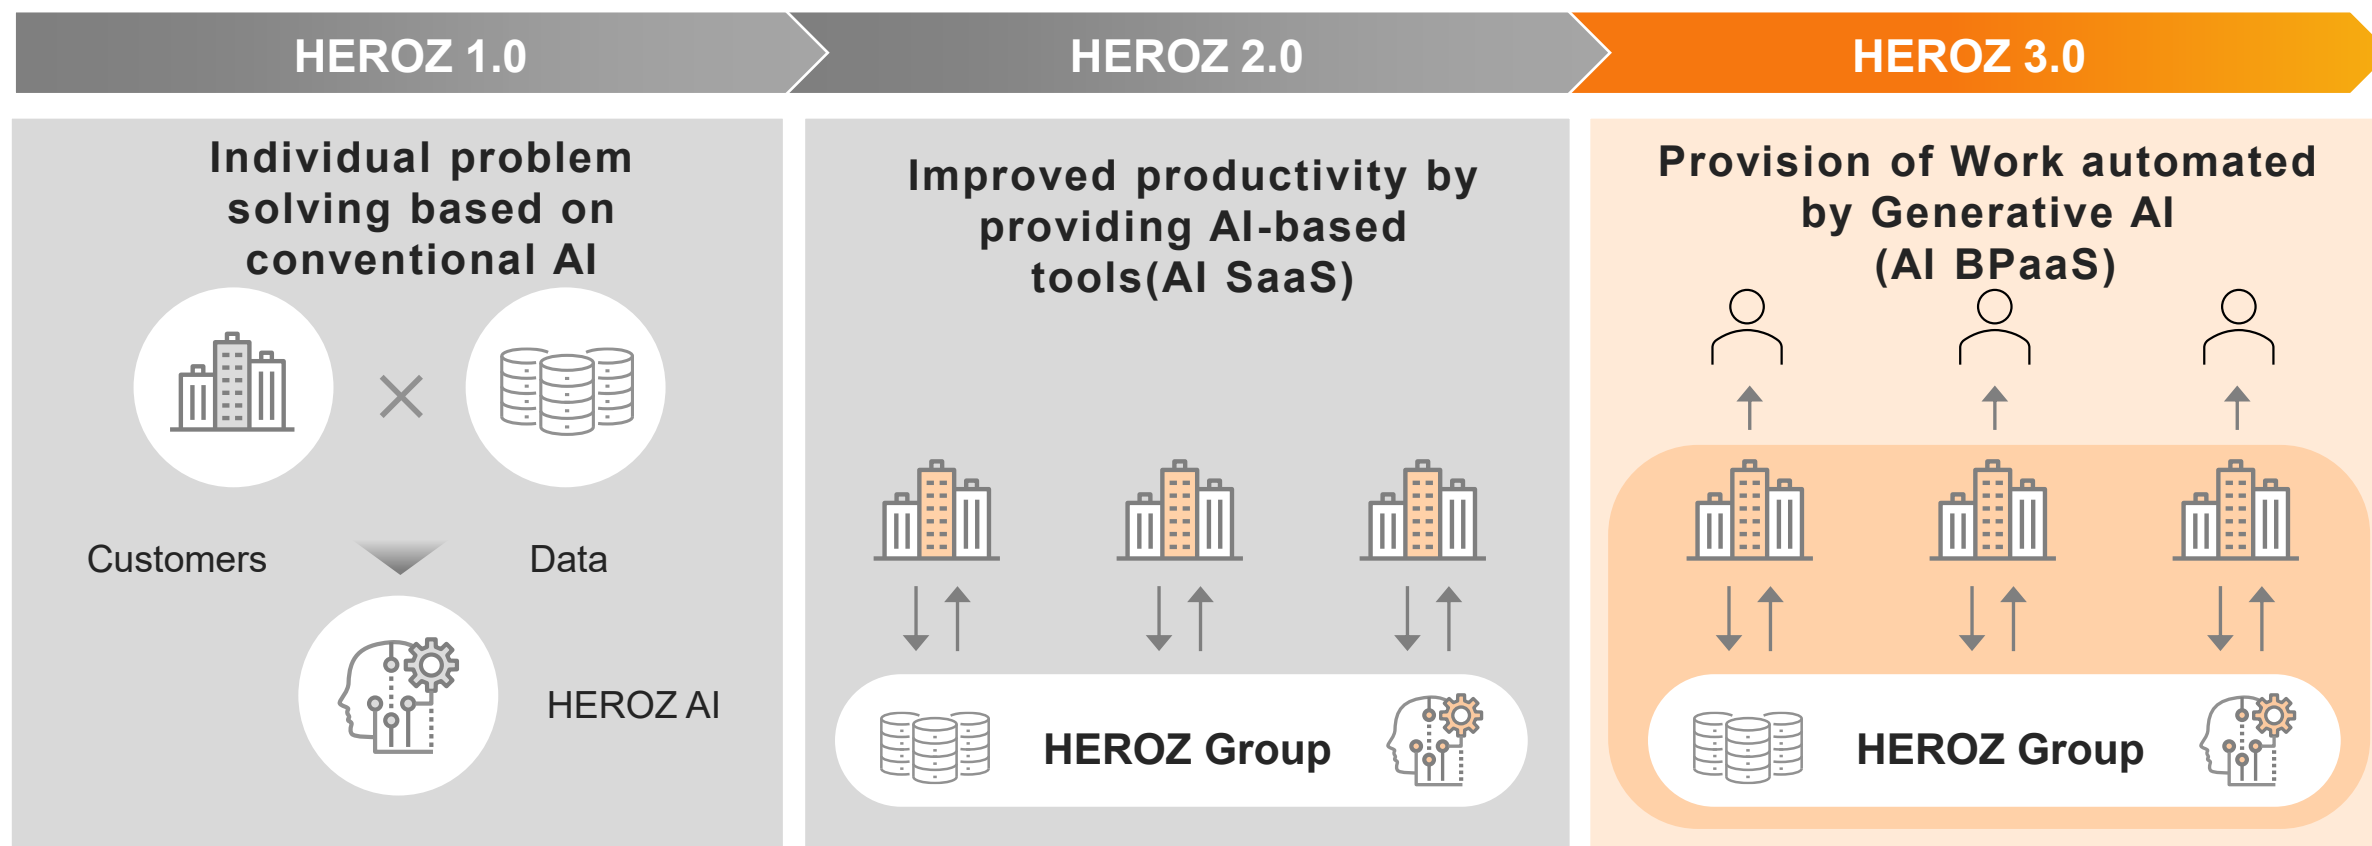 HEROZ 1.0
HEROZ 2.0
HEROZ 3.0
Individual problem
solving based on
conventional AI
Customers
Data
HEROZ AI
Improved productivity by
providing AI-based
tools(AI SaaS)
HEROZ Group
Provision of Work automated
by Generative AI
(AI BPaaS)
HEROZ Group